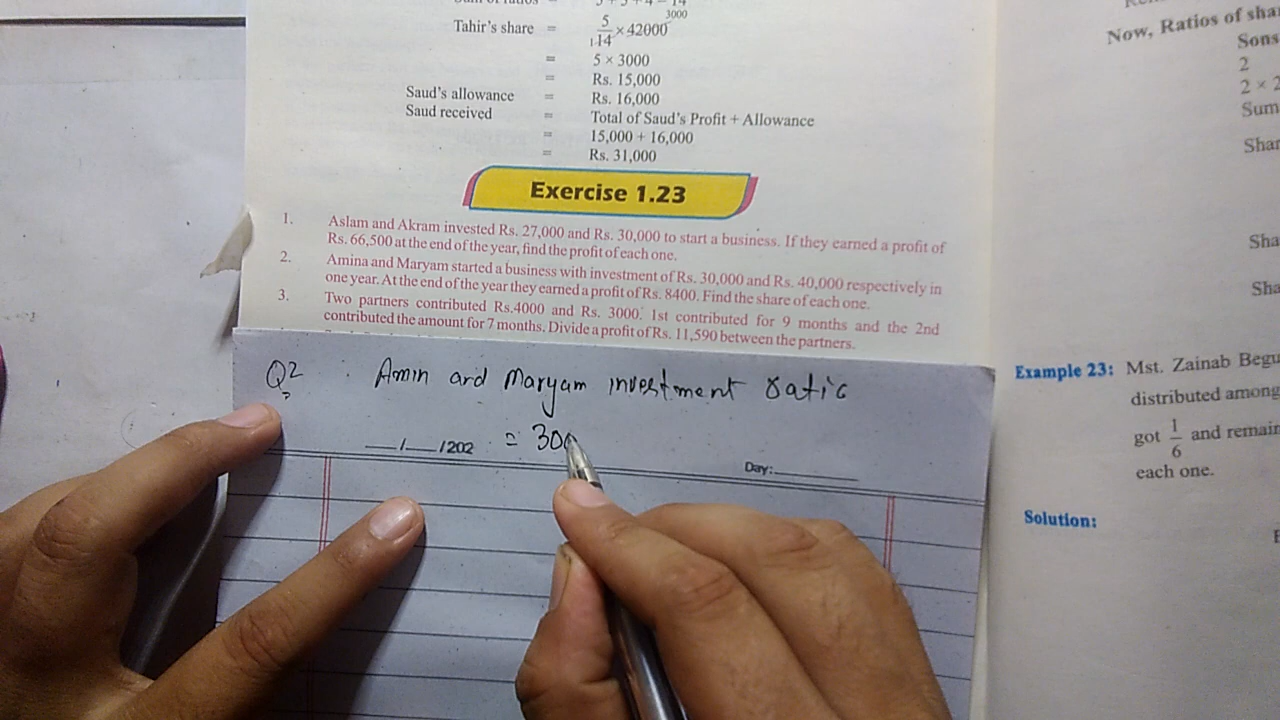 3000
Tahir's share = 5/14 × 42000
1
= 5 × 3000
= Rs. 15,000
Saud's allowance = Rs. 16,000
Saud received = Total of Saud's Profit + Allowance
= 15,000 + 16,000
= Rs. 31,000
Exercise 1.23
1. Aslam and Akram invested Rs. 27,000 and Rs. 30,000 to start a business. If they earned a profit of
Rs. 66,500 at the end of the year, find the profit of each one.
2. Amina and Maryam started a business with investment of Rs. 30,000 and Rs. 40,000 respectively in
one year. At the end of the year they earned a profit of Rs. 8400. Find the share of each one.
3. Two partners contributed Rs.4000 and Rs. 3000. 1st contributed for 9 months and the 2nd
contributed the amount for 7 months. Divide a profit of Rs. 11,590 between the partners.
Q2 Amin and Maryam investment ratio
= 300
__/__/202
Day:
Now, Ratios of
Sons
2
2 ×
Sum
Example 23: Mst. Zainab
distributed among
got 1/6 and
each one.
Solution: